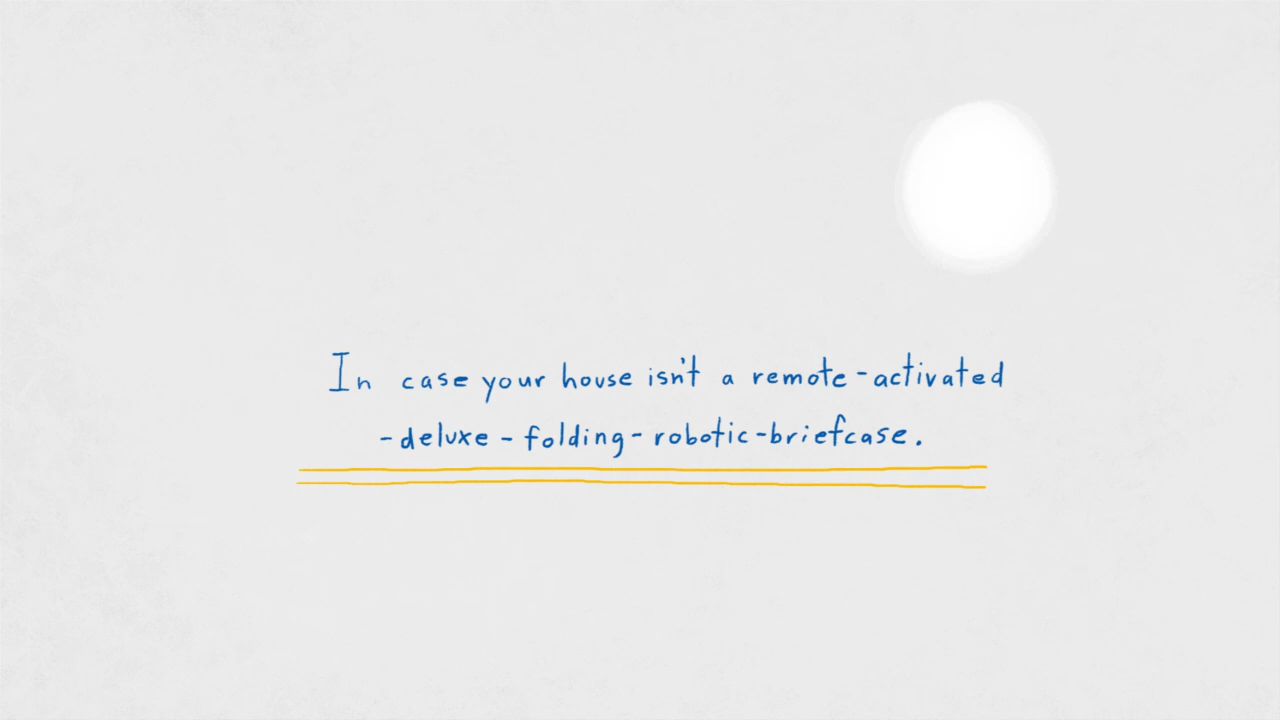 In case your house isn't a remote-activated
-deluxe-folding-robotic-briefcase.